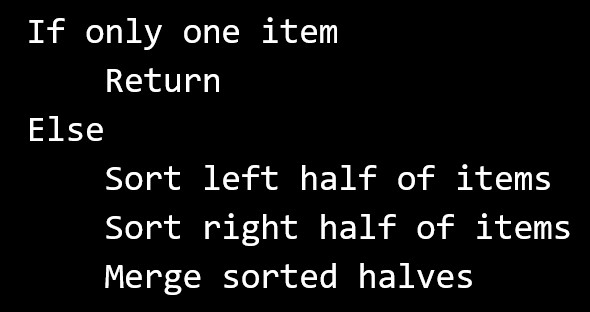 If only one item
Return
Else
Sort left half of items
Sort right half of items
Merge sorted halves